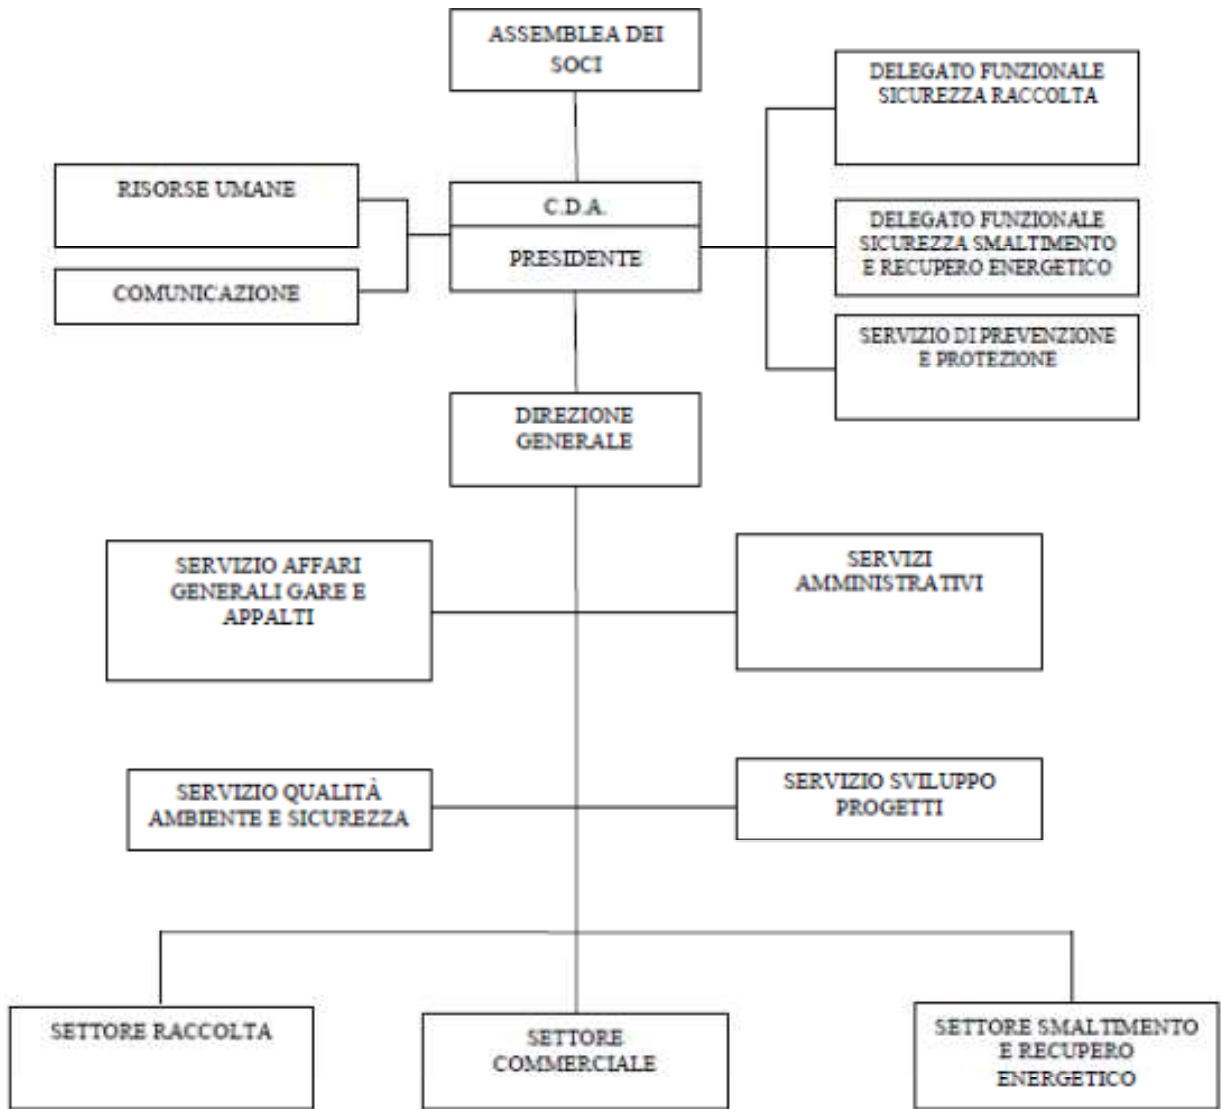 ASSEMBLEA DEI
SOCI
DELEGATO FUNZIONALE
SICUREZZA RACCOLTA
RISORSE UMANE
C.D.A.
PRESIDENTE
DELEGATO FUNZIONALE
SICUREZZA SMALTIMENTO
E RECUPERO ENERGETICO
COMUNICAZIONE
SERVIZIO DI PREVENZIONE
E PROTEZIONE
DIREZIONE
GENERALE
SERVIZIO AFFARI
GENERALI GARE E
APPALTI
SERVIZI
AMMINISTRATIVI
SERVIZIO QUALITÀ
AMBIENTE E SICUREZZA
SERVIZIO SVILUPPO
PROGETTI
SETTORE RACCOLTA
SETTORE
COMMERCIALE
SETTORE SMALTIMENTO
E RECUPERO
ENERGETICO